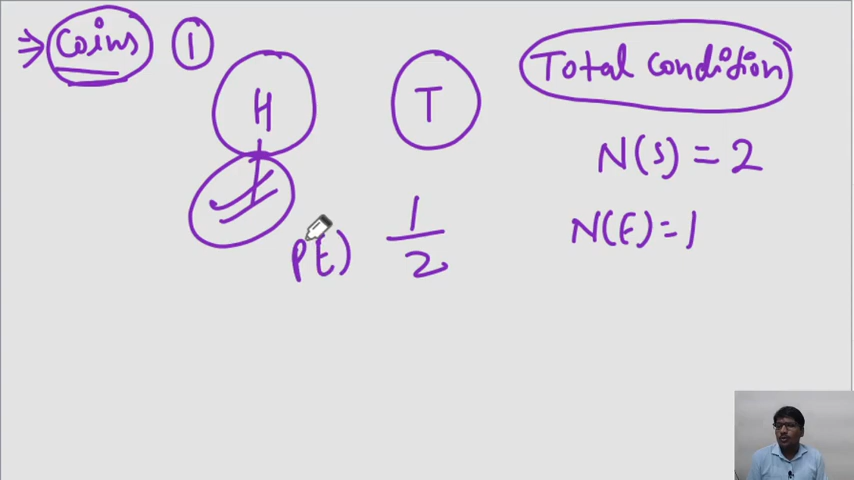 ⇒ Coins 1
Total condition
H T
N(S) = 2
N(E) = 1
P(E) 1/2